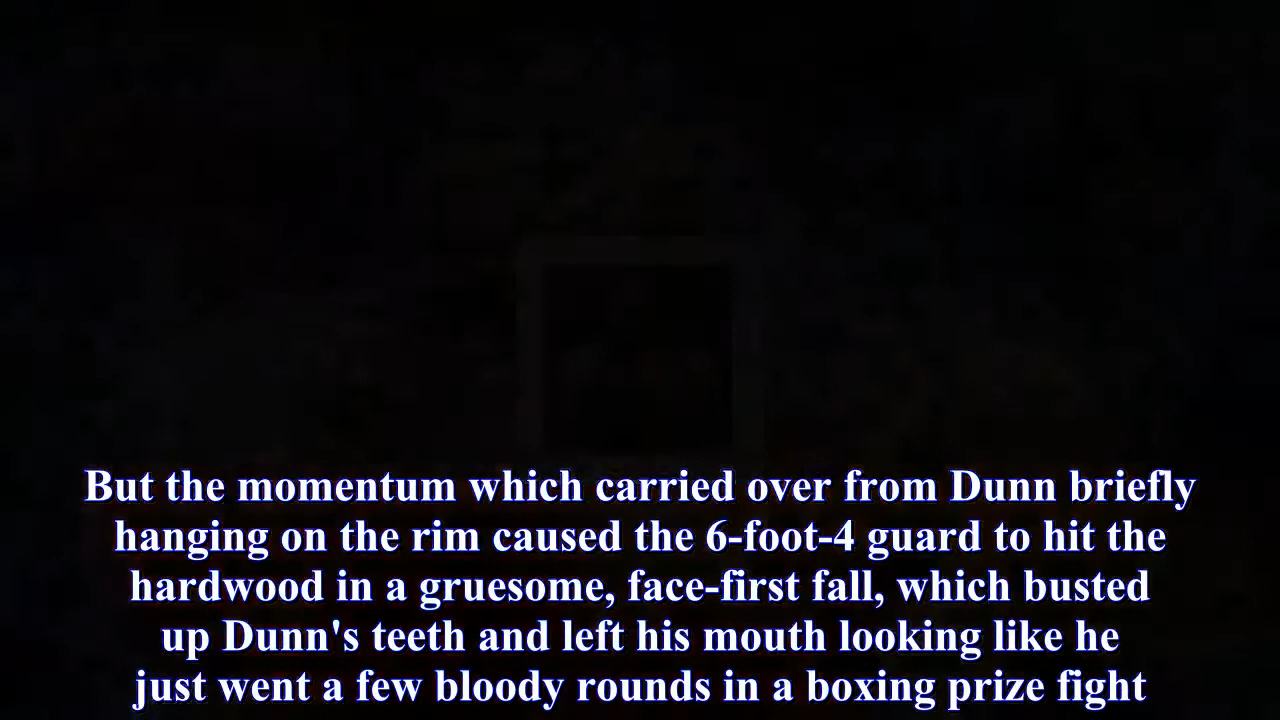 But the momentum which carried over from Dunn briefly
hanging on the rim caused the 6-foot-4 guard to hit the
hardwood in a gruesome, face-first fall, which busted
up Dunn's teeth and left his mouth looking like he
just went a few bloody rounds in a boxing prize fight